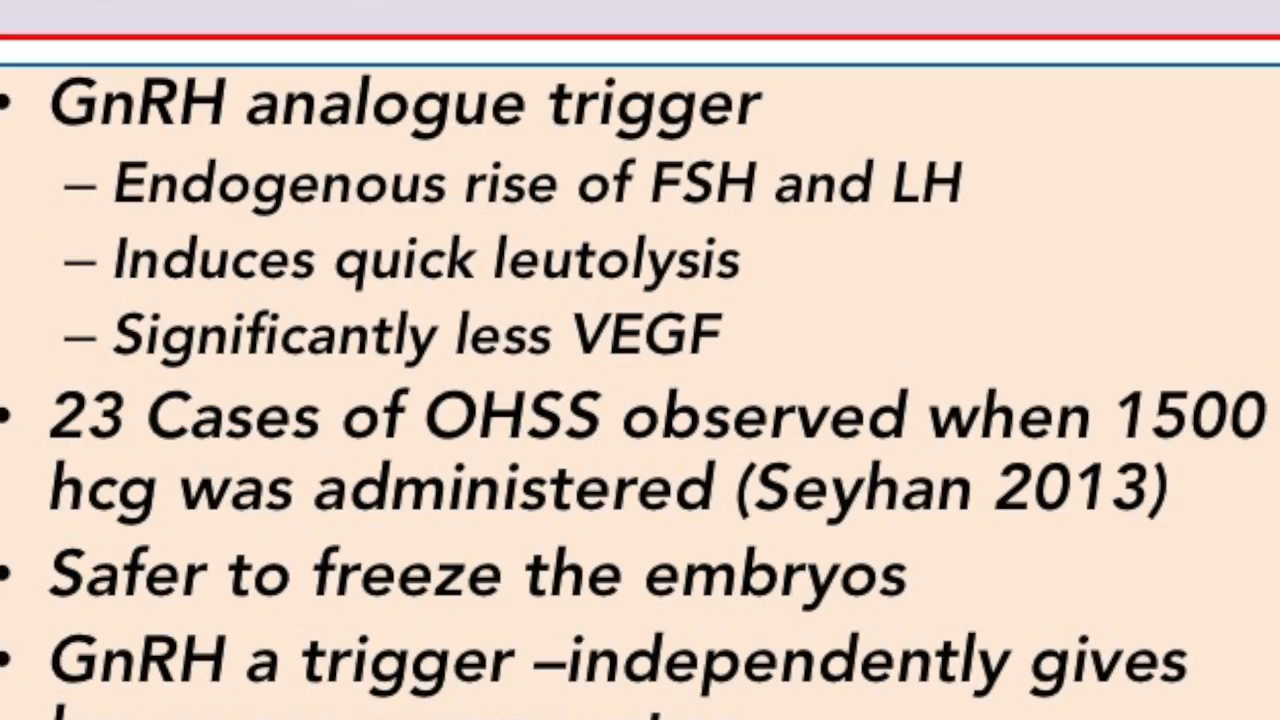 • GnRH analogue trigger
– Endogenous rise of FSH and LH
– Induces quick leutolysis
– Significantly less VEGF
• 23 Cases of OHSS observed when 1500
hcg was administered (Seyhan 2013)
• Safer to freeze the embryos
• GnRH a trigger –independently gives